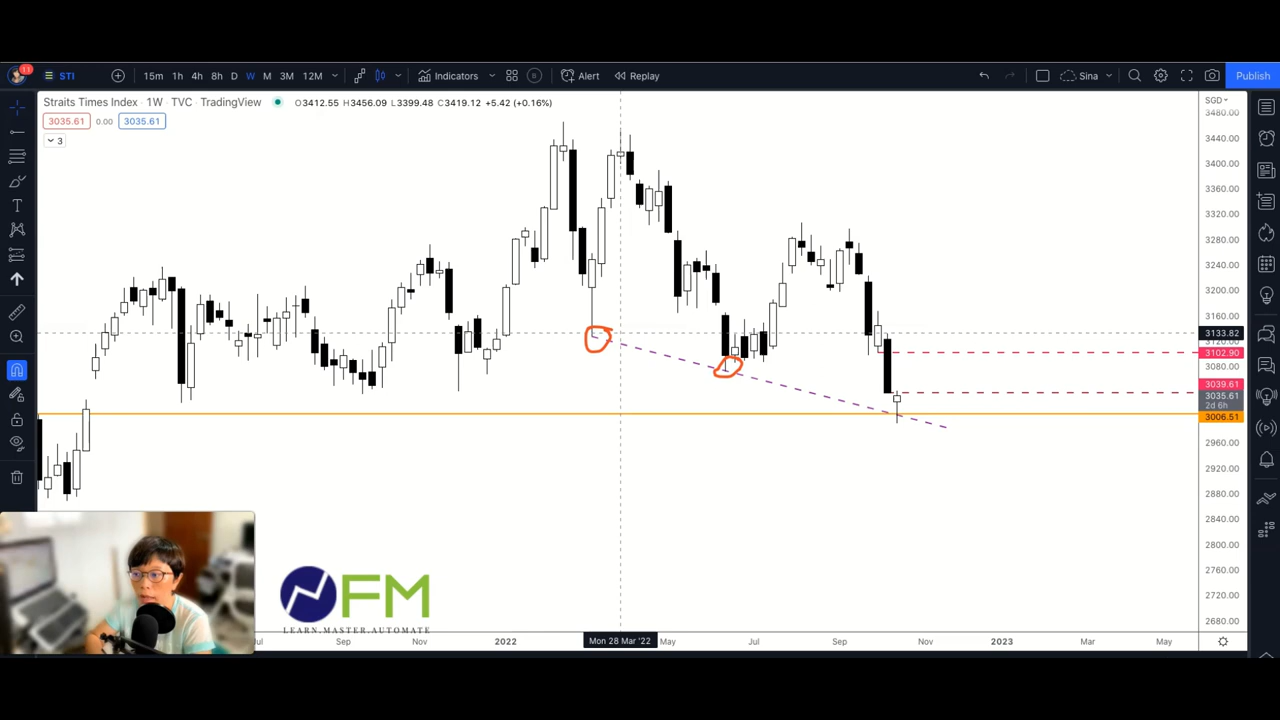 11
STI
15m 1h 4h 8h D W M 3M 12M
Indicators
Alert
Replay
Sina
Publish
Straits Times Index · 1W · TVC · TradingView
O3412.55 H3456.09 L3399.48 C3419.12 +5.42 (+0.16%)
SGD
3035.61 0.00 3035.61
3
B
T
3480.00
3440.00
3400.00
3360.00
3320.00
3280.00
3240.00
3200.00
3160.00
3133.82
3120.00
3102.90
3080.00
3039.61
3035.61
2d 6h
3006.51
2960.00
2920.00
2880.00
2840.00
2800.00
2760.00
2720.00
2680.00
FM
LEARN.MASTER.AUTOMATE
Jul Sep Nov 2022 Mon 28 Mar '22 May Jul Sep Nov 2023 Mar May